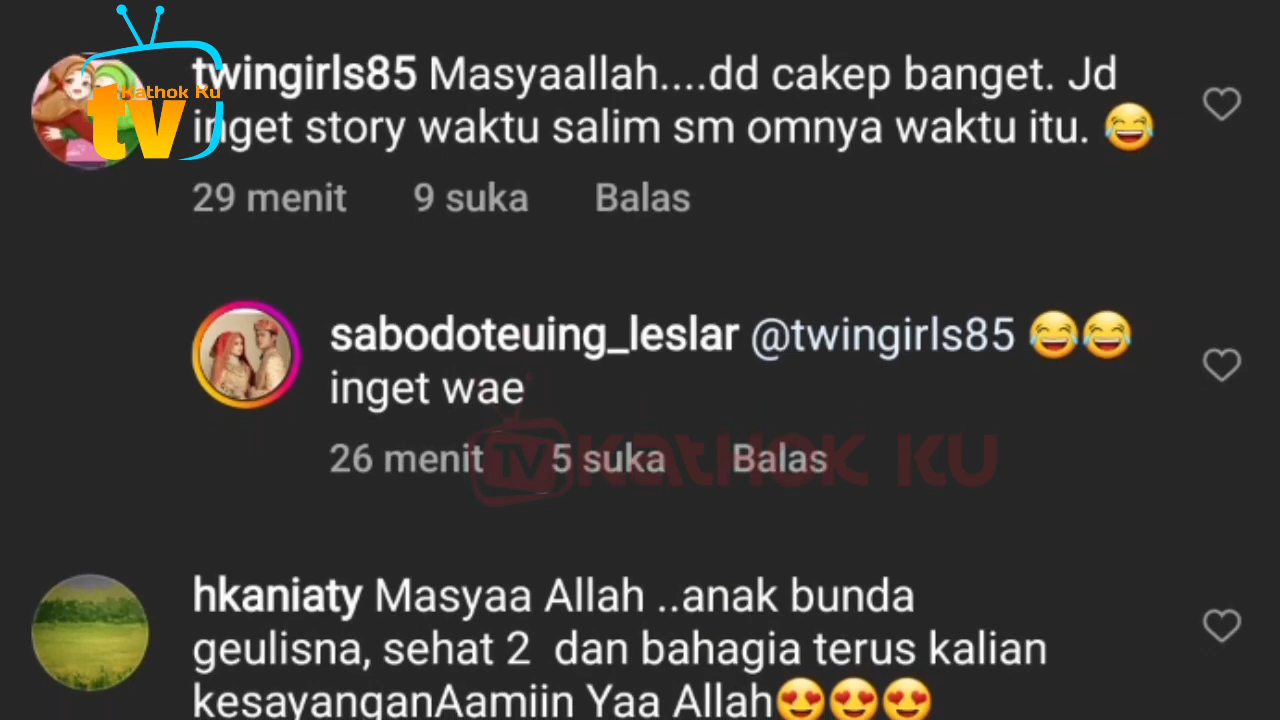 twingirls85 Masyaallah....dd cakep banget. Jd
inget story waktu salim sm omnya waktu itu. 😂
Kathok Ku
tv
29 menit 9 suka Balas
sabodoteuing_leslar @twingirls85 😂😂
inget wae
26 menit 5 suka Balas
TV KATHOK KU
hkaniaty Masyaa Allah ..anak bunda
geulisna, sehat 2 dan bahagia terus kalian
kesayanganAamiin Yaa Allah😍😍😍